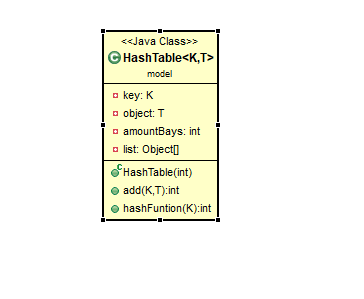 <<Java Class>>
HashTable<K,T>
model
key: K
object: T
amountBays: int
list: Object[]
HashTable(int)
add(K,T):int
hashFuntion(K):int